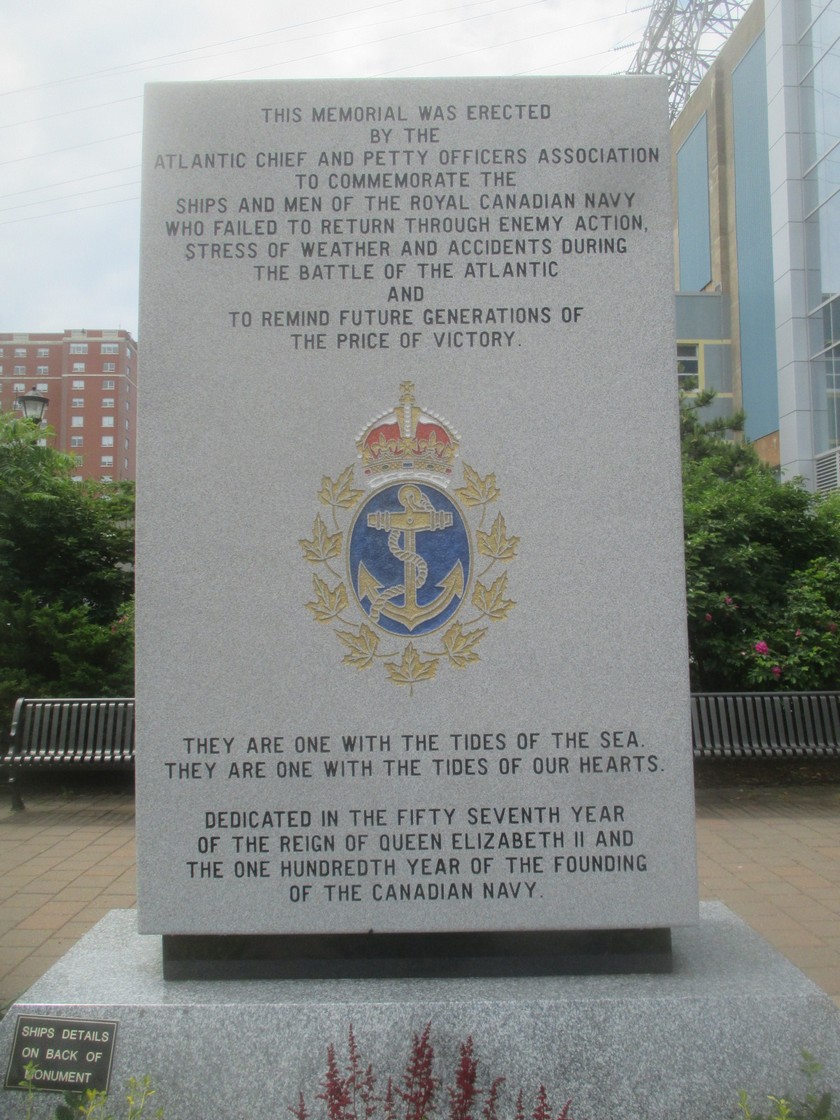 THIS MEMORIAL WAS ERECTED
BY THE
ATLANTIC CHIEF AND PETTY OFFICERS ASSOCIATION
TO COMMEMORATE THE
SHIPS AND MEN OF THE ROYAL CANADIAN NAVY
WHO FAILED TO RETURN THROUGH ENEMY ACTION,
STRESS OF WEATHER AND ACCIDENTS DURING
THE BATTLE OF THE ATLANTIC
AND
TO REMIND FUTURE GENERATIONS OF
THE PRICE OF VICTORY.
THEY ARE ONE WITH THE TIDES OF THE SEA.
THEY ARE ONE WITH THE TIDES OF OUR HEARTS.
DEDICATED IN THE FIFTY SEVENTH YEAR
OF THE REIGN OF QUEEN ELIZABETH II AND
THE ONE HUNDREDTH YEAR OF THE FOUNDING
OF THE CANADIAN NAVY.
SHIPS DETAILS
ON BACK OF
MONUMENT